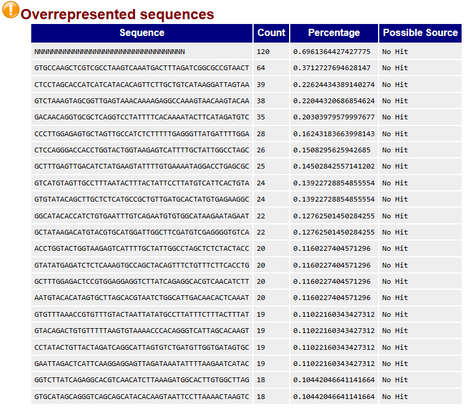 Overrepresented sequences
Sequence Count Percentage Possible Source
NNNNNNNNNNNNNNNNNNNNNNNNNNNNNNNNNNN 120 0.6961364427427775 No Hit
GTGCCAAGCTCGTCGCCTAAGTCAAATGACTTTAGATCGGCGCCGTAACT 64 0.3712727694628147 No Hit
CTCCTAGCACCATCATCATACACAGTTCTTGCTGTCATAAGGATTAGTAA 39 0.22624434389140274 No Hit
GTCTAAAGTAGCGGTTGAGTAAACAAAAGAGGCCAAAGTAACAAGTACAA 38 0.22044320686854624 No Hit
GACAACAGGTGCGCTCAGGTCCTATTTTCACAAAATACTTCATAGATGTC 35 0.20303979579997677 No Hit
CCCTTGGAGAGTGCTAGTTGCCATCTCTTTTTGAGGGTTATGATTTTGGA 28 0.16243183663998143 No Hit
CTCCAGGGACCACCTGGTACTGGTAAGAGTCATTTTGCTATTGGCCTAGC 26 0.1508295625942685 No Hit
GCTTTGAGTTGACATCTATGAAGTATTTTGTGAAAATAGGACCTGAGCGC 25 0.14502842557141202 No Hit
GTCATGTAGTTGCCTTTAATACTTTACTATTCCTTATGTCATTCACTGTA 24 0.13922728854855554 No Hit
GTGTATACAGCTTGCTCTCATGCCGCTGTTGATGCACTATGTGAGAAGGC 24 0.13922728854855554 No Hit
GGCATACACCATCTGTGAATTTGTCAGAATGTGTGGCATAAGAATAGAAT 22 0.12762501450284255 No Hit
GCTATAAGACATGTACGTGCATGGATTGGCTTCGATGTCGAGGGGTGTCA 22 0.12762501450284255 No Hit
ACCTGGTACTGGTAAGAGTCATTTTGCTATTGGCCTAGCTCTCTACTACC 20 0.1160227404571296 No Hit
GTATATGAGATCTCTCAAAGTGCCAGCTACAGTTTCTGTTTCTTCACCTG 20 0.1160227404571296 No Hit
GCTTTGGAGACTCCGTGGAGGAGGTCTTATCAGAGGCACGTCAACATCTT 20 0.1160227404571296 No Hit
AATGTACACATAGTGCTTAGCACGTAATCTGGCATTGACAACACTCAAAT 20 0.1160227404571296 No Hit
GTGTTTAAACCGTGTTTGTACTAATTATATGCCTTATTTCTTTACTTTAT 19 0.11022160343427312 No Hit
GTACAGACTGTGTTTTTAAGTGTAAAACCCACAGGGTCATTAGCACAAGT 19 0.11022160343427312 No Hit
CCTATACTGTTACTAGATCAGGCATTAGTGTCTGATGTTGGTGATAGTGC 19 0.11022160343427312 No Hit
GAATTAGACTCATTCAAGGAGGAGTTAGATAAATATTTTAAGAATCATAC 19 0.11022160343427312 No Hit
GGTCTTATCAGAGGCACGTCAACATCTTAAAGATGGCACTTGTGGCTTAG 18 0.10442046641141664 No Hit
GTGCATAGCAGGGTCAGCAGCATACACAAGTAATTCCTTAAAACTAAGTC 18 0.10442046641141664 No Hit